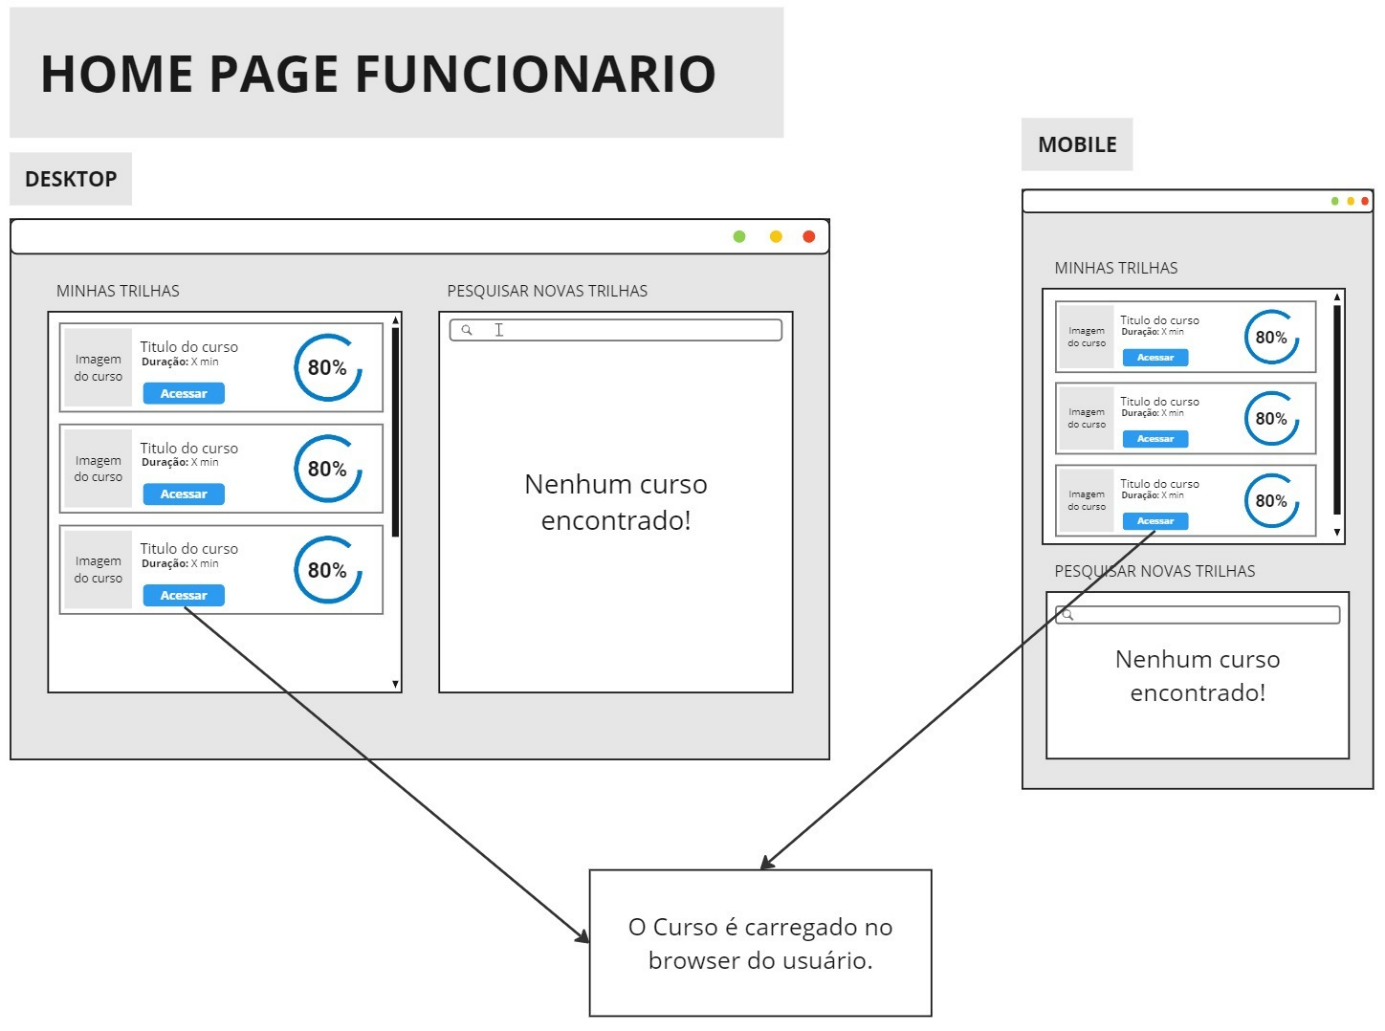 HOME PAGE FUNCIONARIO
DESKTOP
MINHAS TRILHAS
Imagem
do curso
Titulo do curso
Duração: X min
Acessar
80%
Imagem
do curso
Titulo do curso
Duração: X min
Acessar
80%
Imagem
do curso
Titulo do curso
Duração: X min
Acessar
80%
PESQUISAR NOVAS TRILHAS
Nenhum curso
encontrado!
MOBILE
MINHAS TRILHAS
Imagem
do curso
Titulo do curso
Duração: X min
Acessar
80%
Imagem
do curso
Titulo do curso
Duração: X min
Acessar
80%
Imagem
do curso
Titulo do curso
Duração: X min
Acessar
80%
PESQUISAR NOVAS TRILHAS
Nenhum curso
encontrado!
O Curso é carregado no
browser do usuário.